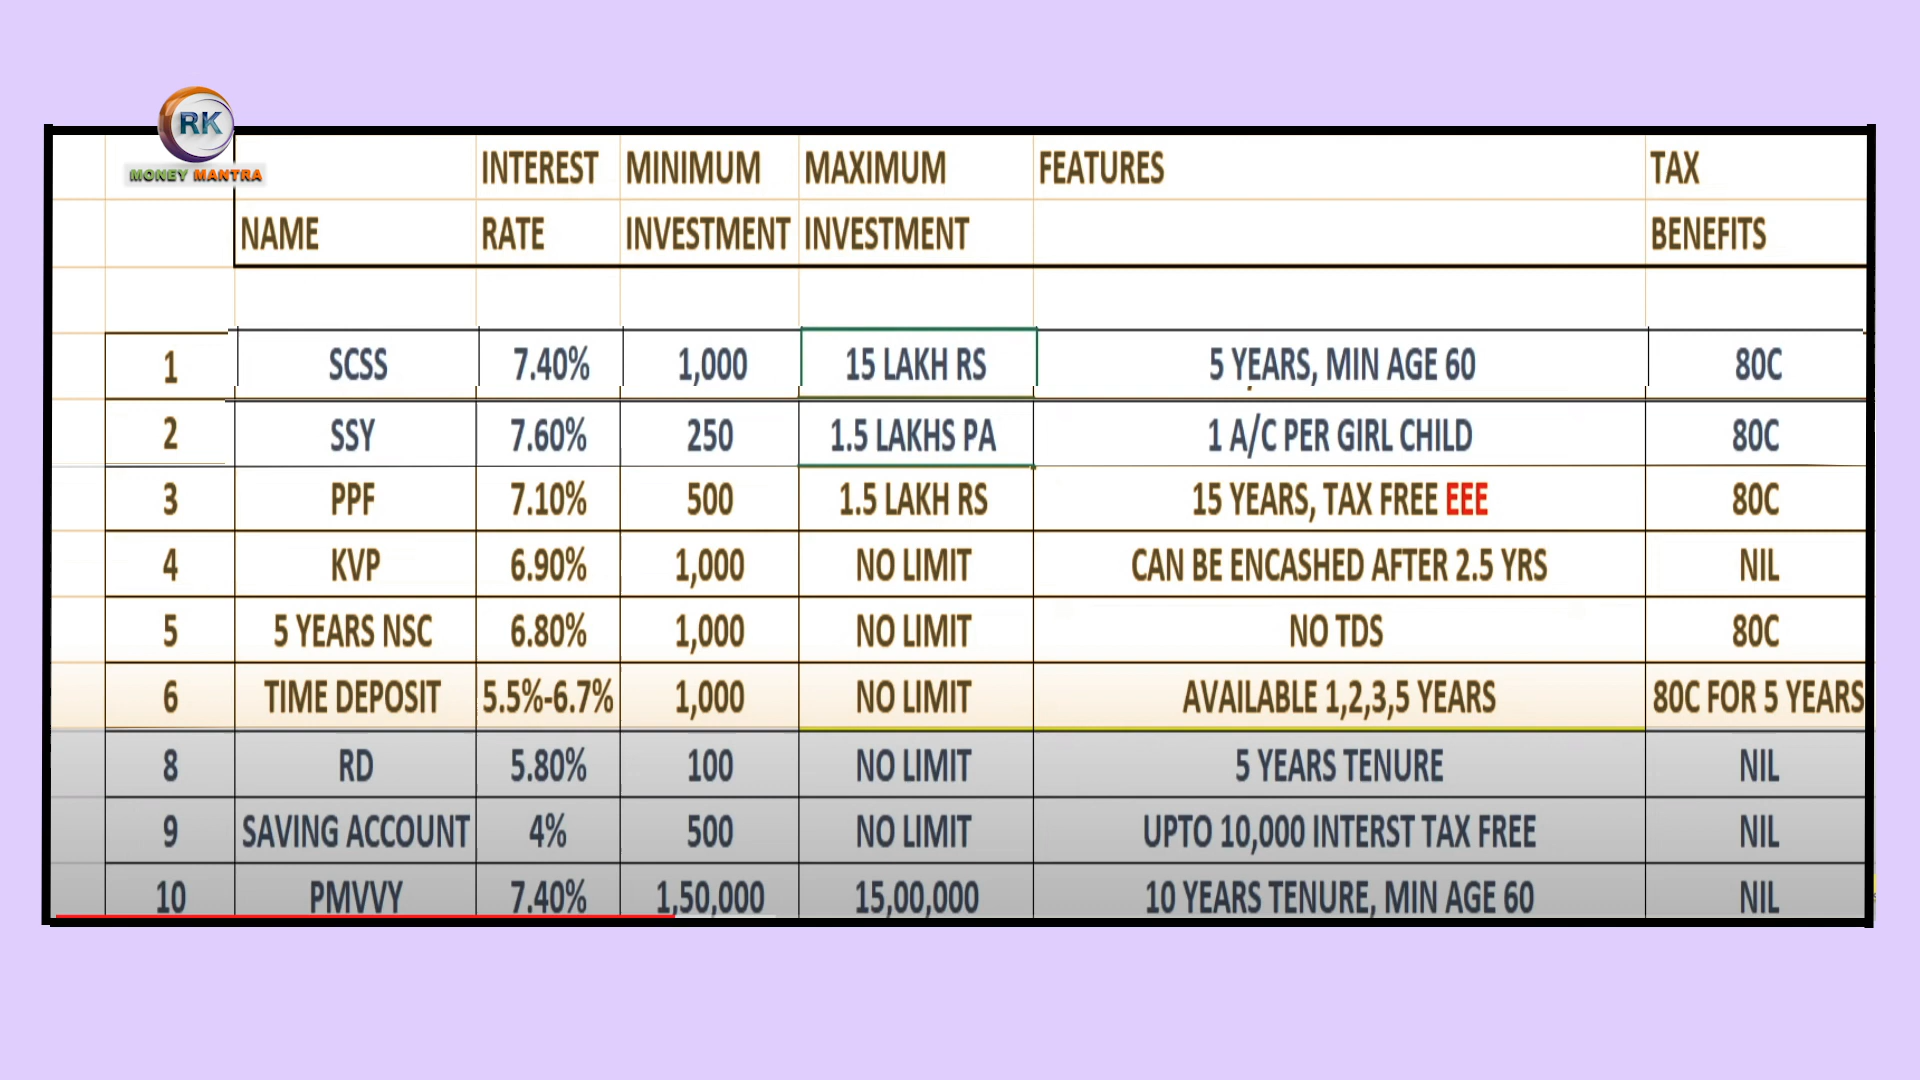 RK
MONEY MANTRA
INTEREST MINIMUM MAXIMUM FEATURES TAX
NAME RATE INVESTMENT INVESTMENT BENEFITS
1 SCSS 7.40% 1,000 15 LAKH RS 5 YEARS, MIN AGE 60 80C
2 SSY 7.60% 250 1.5 LAKHS PA 1 A/C PER GIRL CHILD 80C
3 PPF 7.10% 500 1.5 LAKH RS 15 YEARS, TAX FREE EEE 80C
4 KVP 6.90% 1,000 NO LIMIT CAN BE ENCASHED AFTER 2.5 YRS NIL
5 5 YEARS NSC 6.80% 1,000 NO LIMIT NO TDS 80C
6 TIME DEPOSIT 5.5%-6.7% 1,000 NO LIMIT AVAILABLE 1,2,3,5 YEARS 80C FOR 5 YEARS
8 RD 5.80% 100 NO LIMIT 5 YEARS TENURE NIL
9 SAVING ACCOUNT 4% 500 NO LIMIT UPTO 10,000 INTERST TAX FREE NIL
10 PMVVY 7.40% 1,50,000 15,00,000 10 YEARS TENURE, MIN AGE 60 NIL